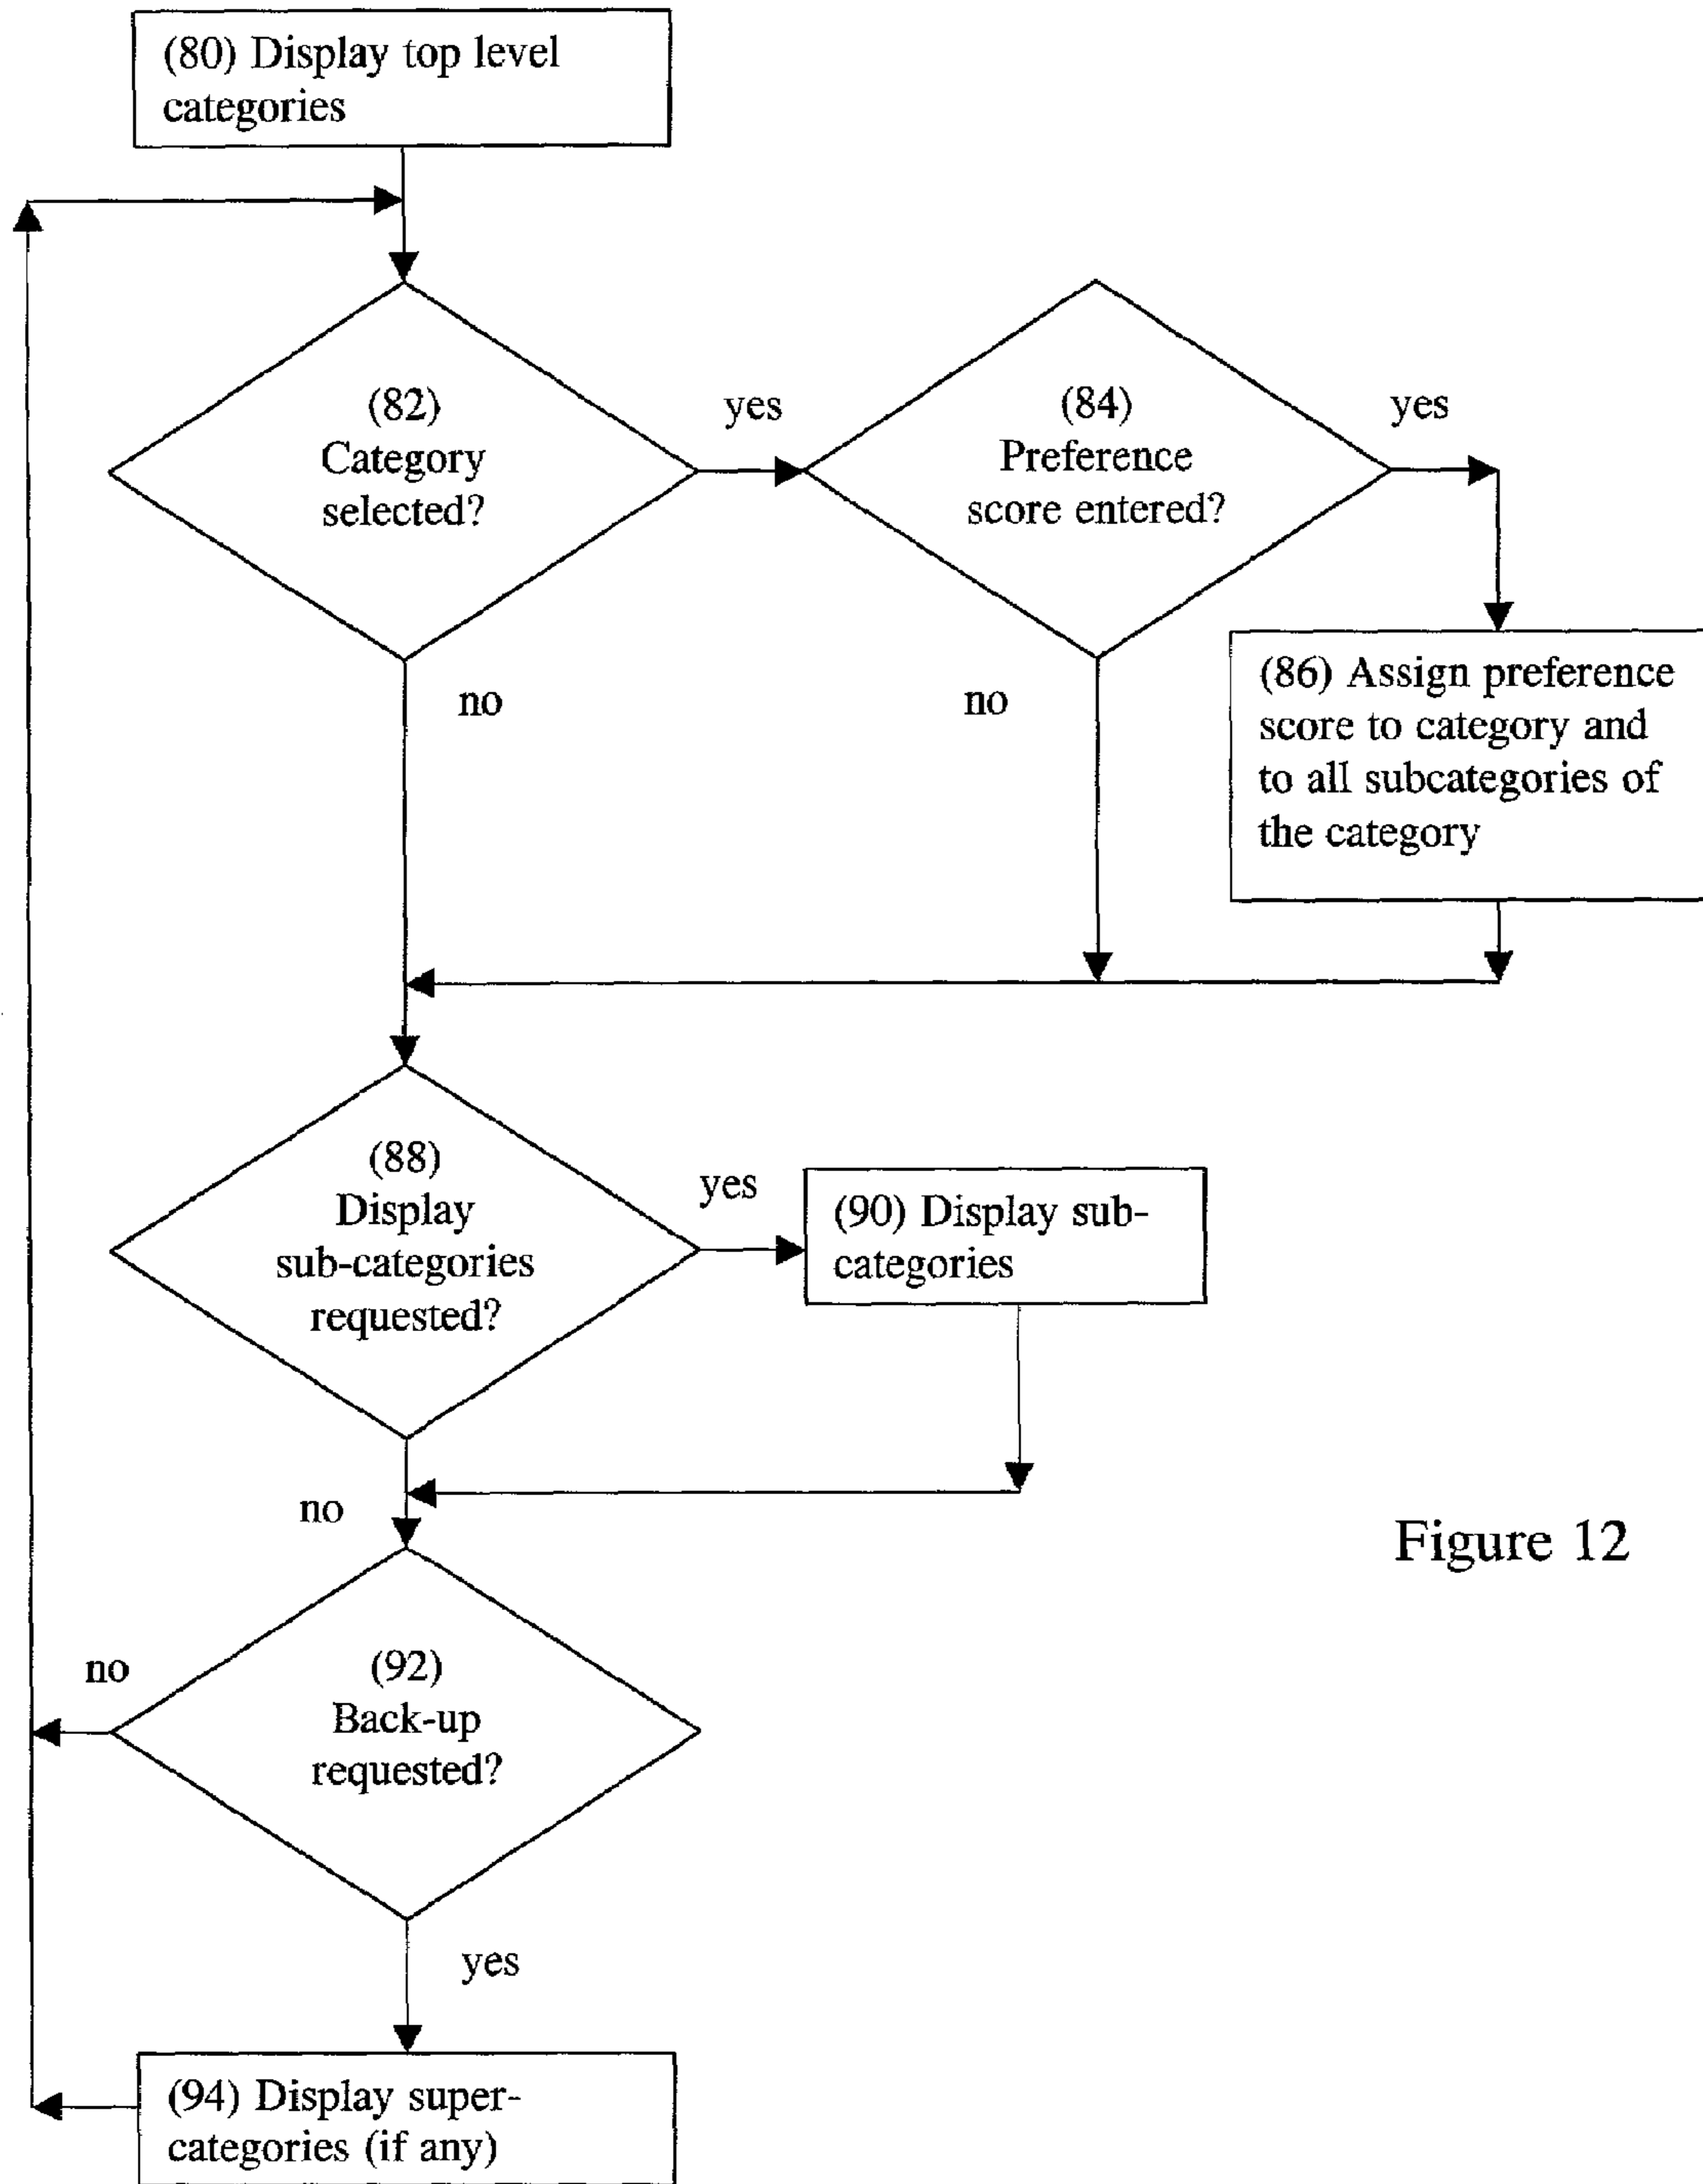 (80) Display top level
categories
(82)
Category
selected?
yes
(84)
Preference
score entered?
yes
no
no
(86) Assign preference
score to category and
to all subcategories of
the category
(88)
Display
sub-categories
requested?
yes
(90) Display sub-
categories
no
Figure 12
no
(92)
Back-up
requested?
yes
(94) Display super-
categories (if any)